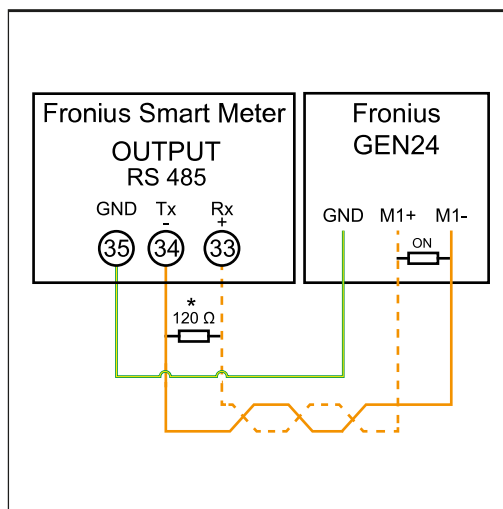 Fronius Smart Meter
OUTPUT
RS 485
GND Tx Rx
- +
35 34 33
Fronius
GEN24
GND M1+ M1-
ON
*
120 Ω